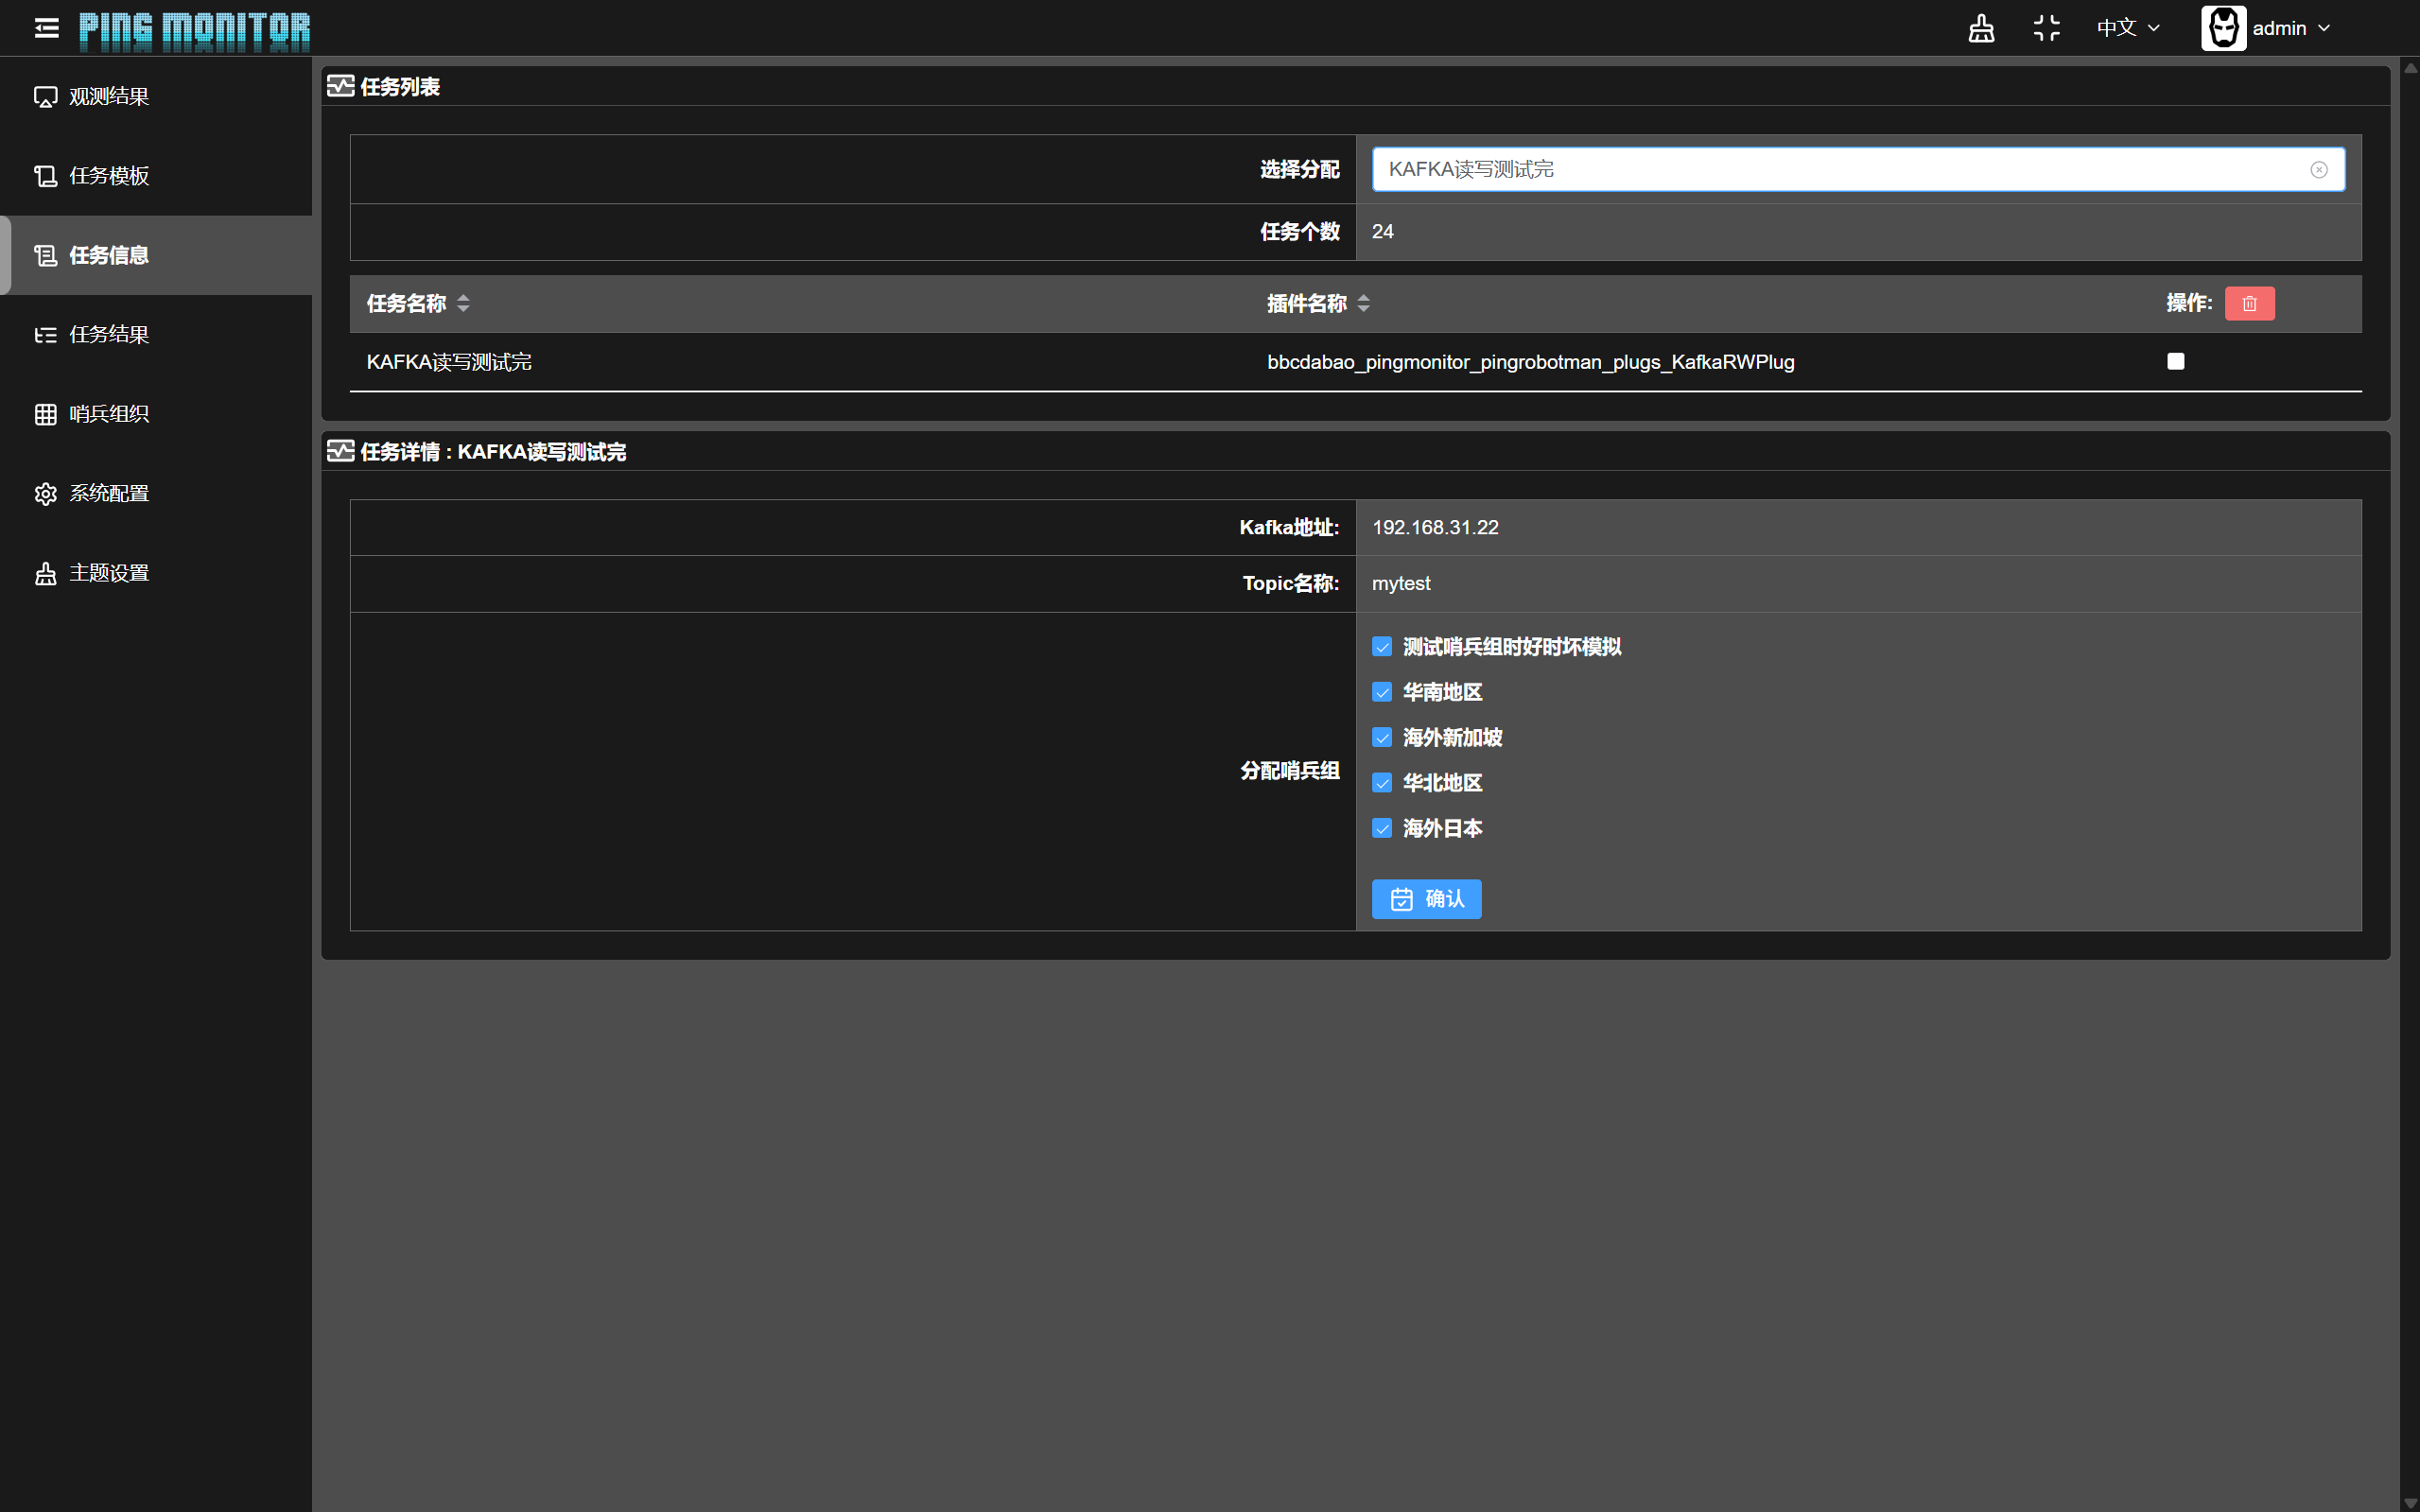 PING MONITOR
中文
admin
观测结果
任务模板
任务信息
任务结果
哨兵组织
系统配置
主题设置
任务列表
选择分配 KAFKA读写测试完
任务个数 24
任务名称 插件名称 操作:
KAFKA读写测试完 bbcdabao_pingmonitor_pingrobotman_plugs_KafkaRWPlug
任务详情 : KAFKA读写测试完
Kafka地址: 192.168.31.22
Topic名称: mytest
分配哨兵组
测试哨兵组时好时坏模拟
华南地区
海外新加坡
华北地区
海外日本
确认